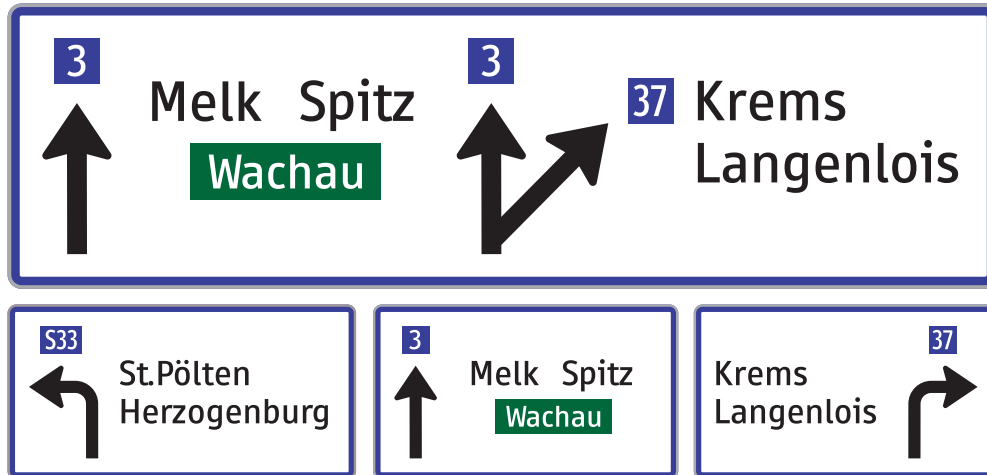 3
Melk Spitz
Wachau
3
37 Krems
Langenlois
S33
St.Pölten
Herzogenburg
3
Melk Spitz
Wachau
37
Krems
Langenlois